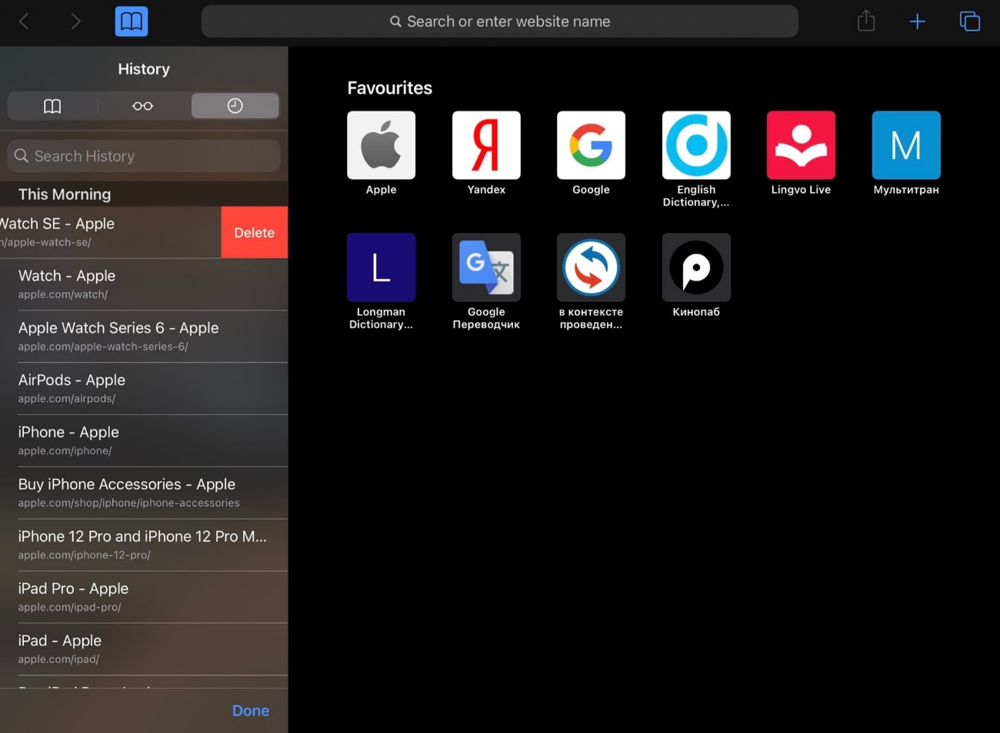 Search or enter website name
History
Search History
This Morning
Watch SE - Apple
/apple-watch-se/
Delete
Watch - Apple
apple.com/watch/
Apple Watch Series 6 - Apple
apple.com/apple-watch-series-6/
AirPods - Apple
apple.com/airpods/
iPhone - Apple
apple.com/iphone/
Buy iPhone Accessories - Apple
apple.com/shop/iphone/iphone-accessories
iPhone 12 Pro and iPhone 12 Pro M...
apple.com/iphone-12-pro/
iPad Pro - Apple
apple.com/ipad-pro/
iPad - Apple
apple.com/ipad/
Done
Favourites
Я
G
d
M
Apple
Yandex
Google
English
Dictionary,...
Lingvo Live
Мультитран
L
G 文
Longman
Dictionary...
Google
Переводчик
в контексте
проведен...
Кинопаб